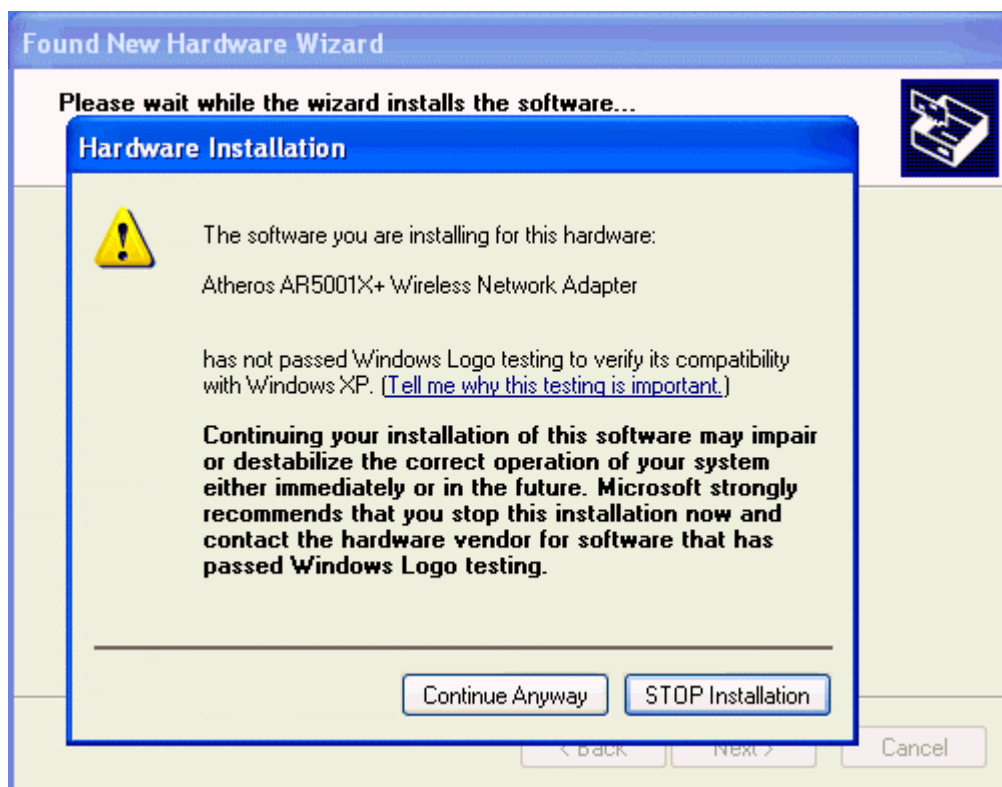 Found New Hardware Wizard
Please wait while the wizard installs the software...
Hardware Installation
The software you are installing for this hardware:
Atheros AR5001X+ Wireless Network Adapter
has not passed Windows Logo testing to verify its compatibility
with Windows XP. (Tell me why this testing is important.)
Continuing your installation of this software may impair
or destabilize the correct operation of your system
either immediately or in the future. Microsoft strongly
recommends that you stop this installation now and
contact the hardware vendor for software that has
passed Windows Logo testing.
Continue Anyway STOP Installation
< Back Next > Cancel